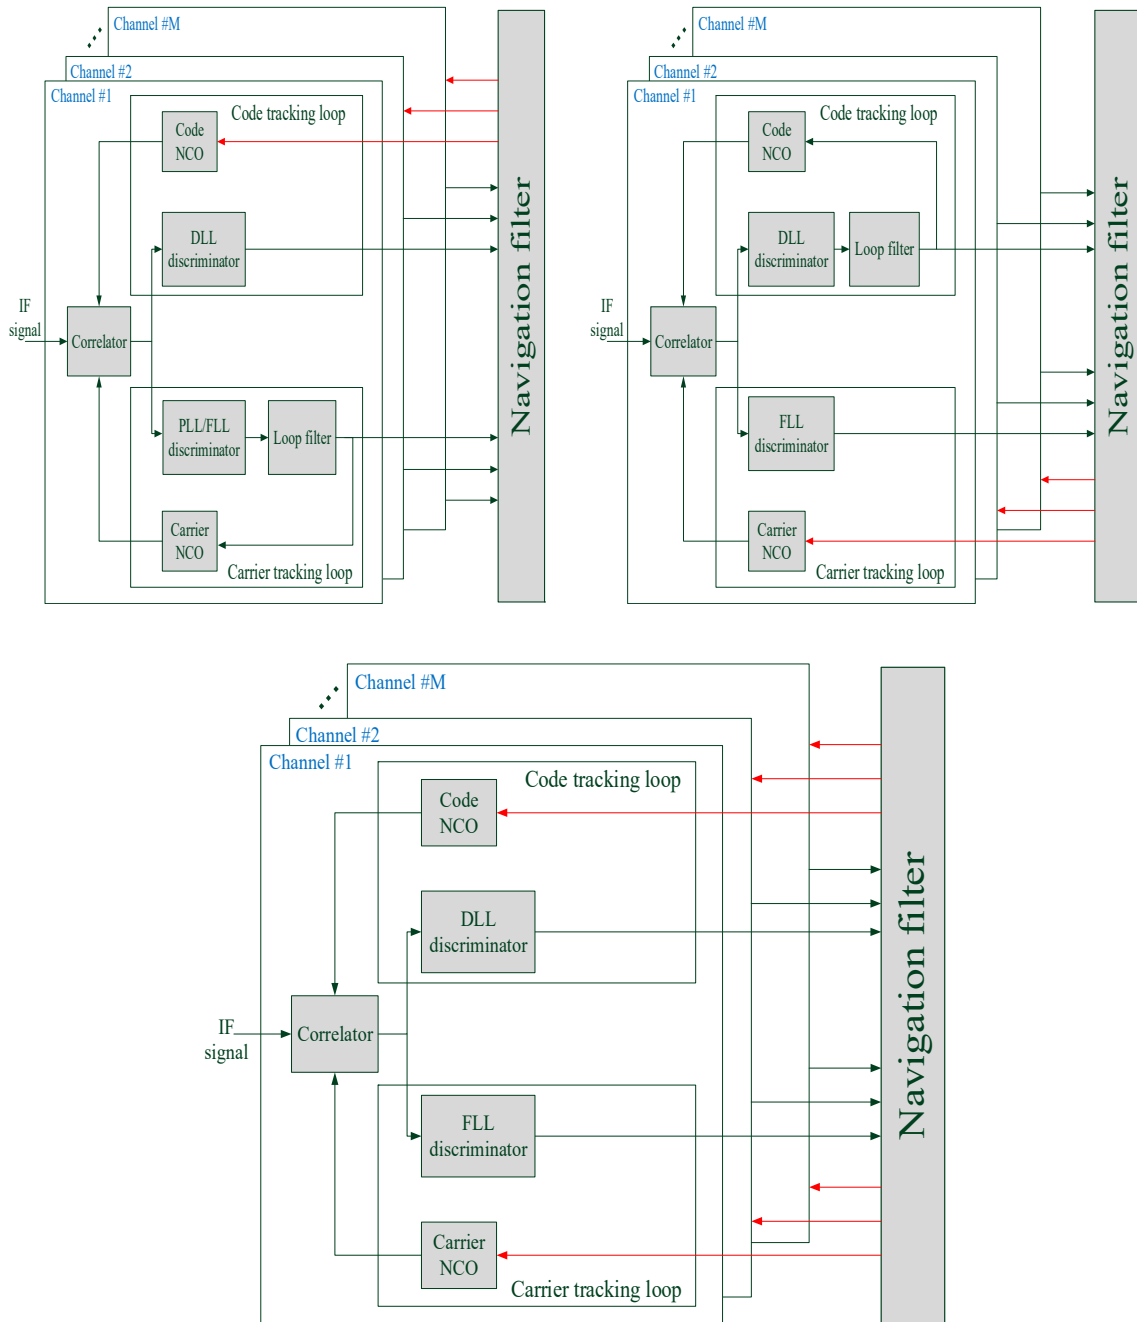 Channel #M
Channel #2
Channel #1
Code tracking loop
Code
NCO
DLL
discriminator
IF
signal
Correlator
PLL/FLL
discriminator
Loop filter
Carrier
NCO
Carrier tracking loop
Navigation filter
Channel #M
Channel #2
Channel #1
Code tracking loop
Code
NCO
DLL
discriminator
Loop filter
IF
signal
Correlator
FLL
discriminator
Carrier
NCO
Carrier tracking loop
Navigation filter
Channel #M
Channel #2
Channel #1
Code tracking loop
Code
NCO
DLL
discriminator
IF
signal
Correlator
FLL
discriminator
Carrier
NCO
Carrier tracking loop
Navigation filter